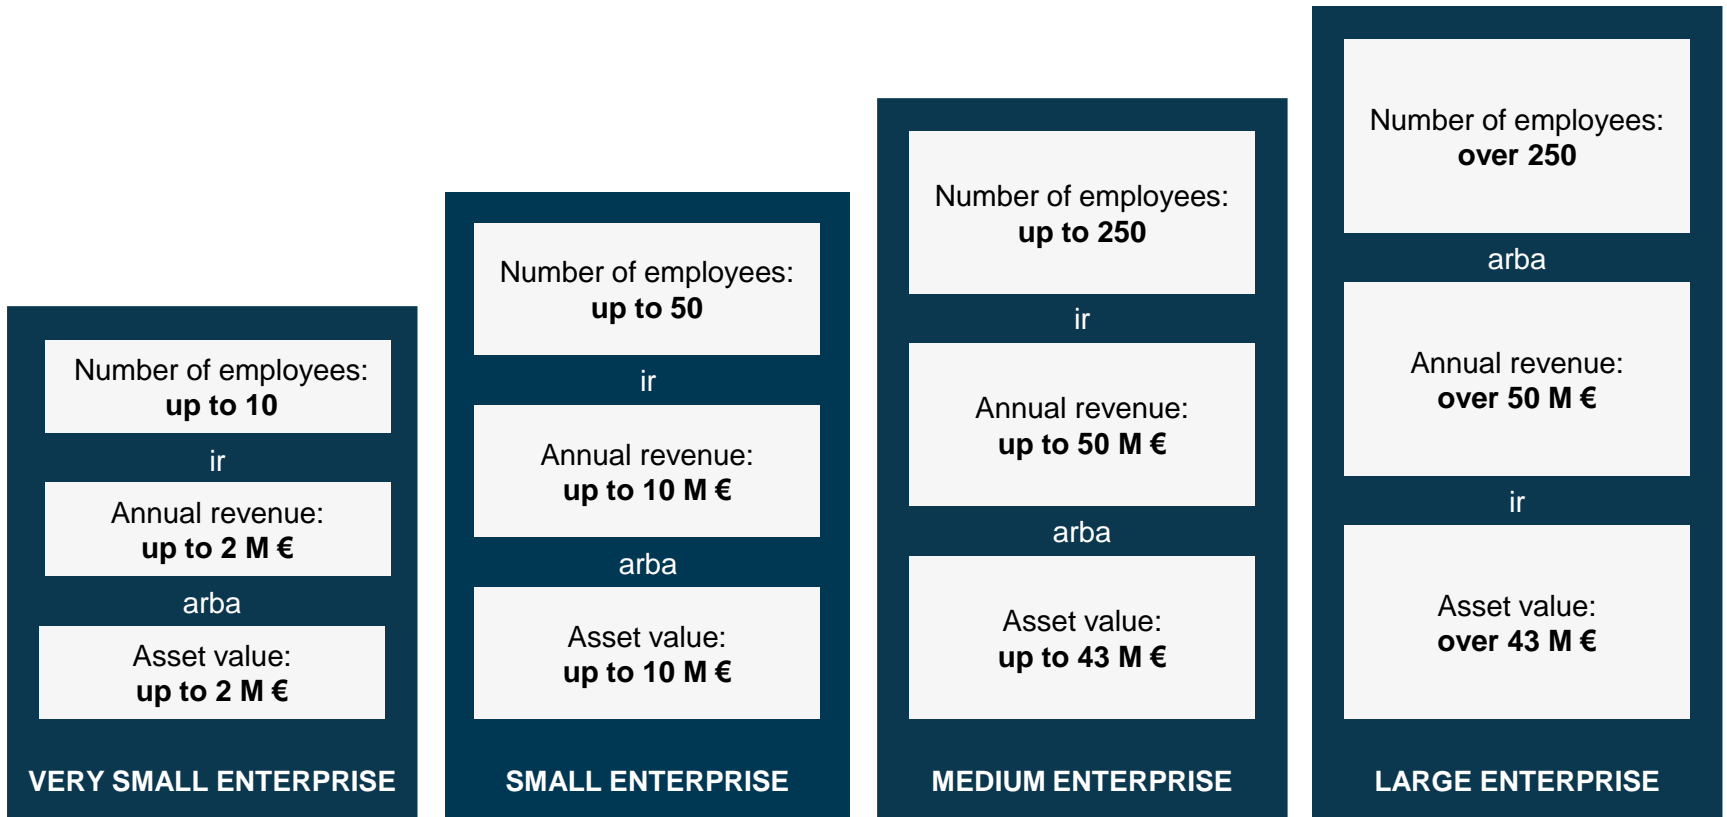 Number of employees:
up to 10
ir
Annual revenue:
up to 2 M €
arba
Asset value:
up to 2 M €
VERY SMALL ENTERPRISE
Number of employees:
up to 50
ir
Annual revenue:
up to 10 M €
arba
Asset value:
up to 10 M €
SMALL ENTERPRISE
Number of employees:
up to 250
ir
Annual revenue:
up to 50 M €
arba
Asset value:
up to 43 M €
MEDIUM ENTERPRISE
Number of employees:
over 250
arba
Annual revenue:
over 50 M €
ir
Asset value:
over 43 M €
LARGE ENTERPRISE